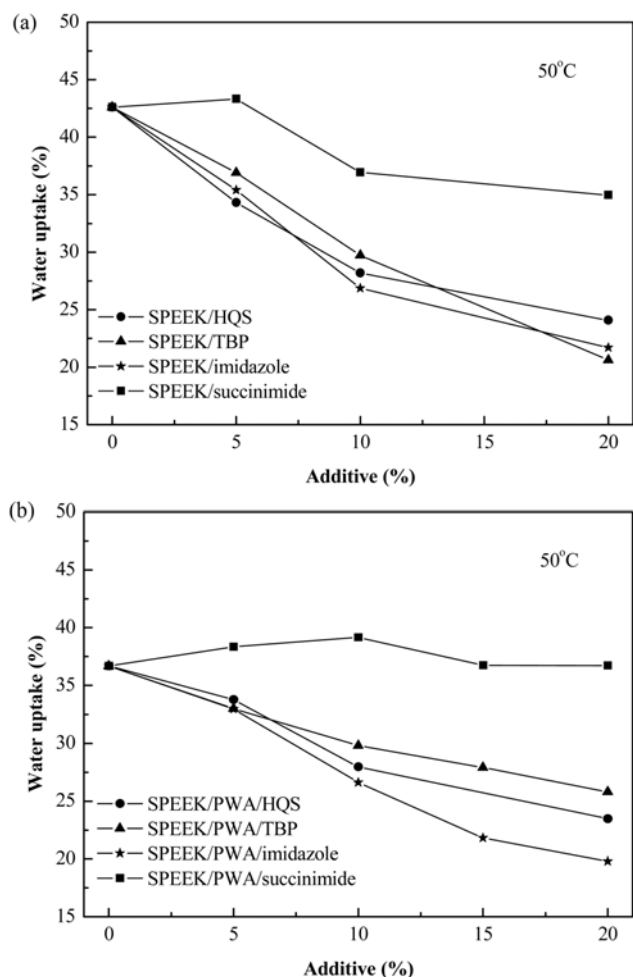 (a)
50
45
40
35
30
25
20
15
Water uptake (%)
50°C
SPEEK/HQS
SPEEK/TBP
SPEEK/imidazole
SPEEK/succinimide
0 5 10 15 20
Additive (%)
(b)
50
45
40
35
30
25
20
15
Water uptake (%)
50°C
SPEEK/PWA/HQS
SPEEK/PWA/TBP
SPEEK/PWA/imidazole
SPEEK/PWA/succinimide
0 5 10 15 20
Additive (%)